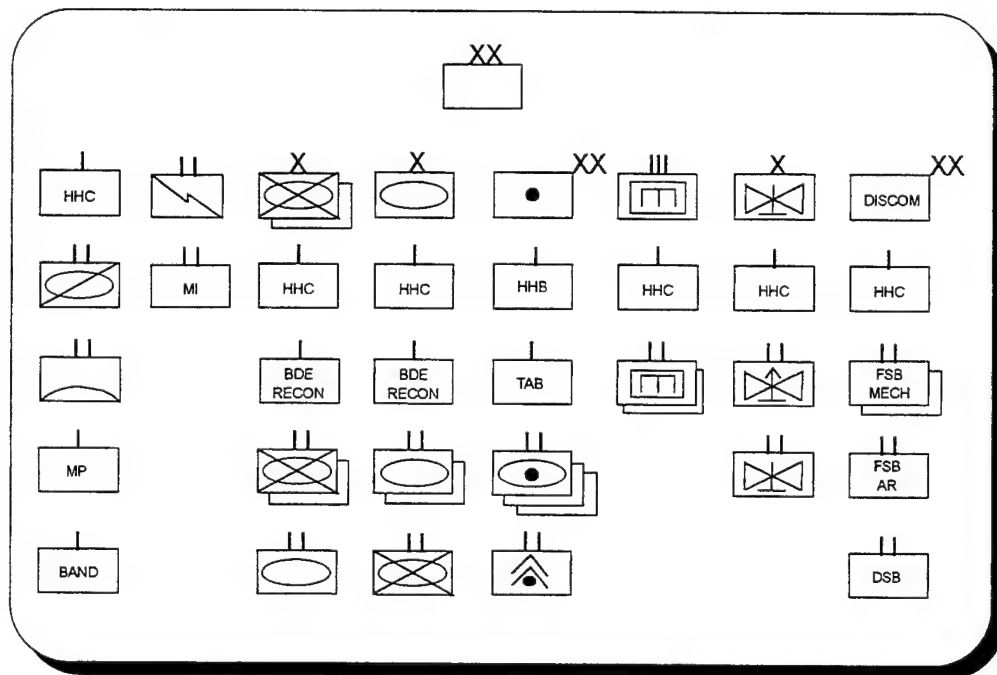 XX
HHC
X
X
XX
X
XX
DISCOM
MI
HHC
HHC
HHB
HHC
HHC
HHC
BDE
RECON
BDE
RECON
TAB
FSB
MECH
MP
FSB
AR
BAND
DSB